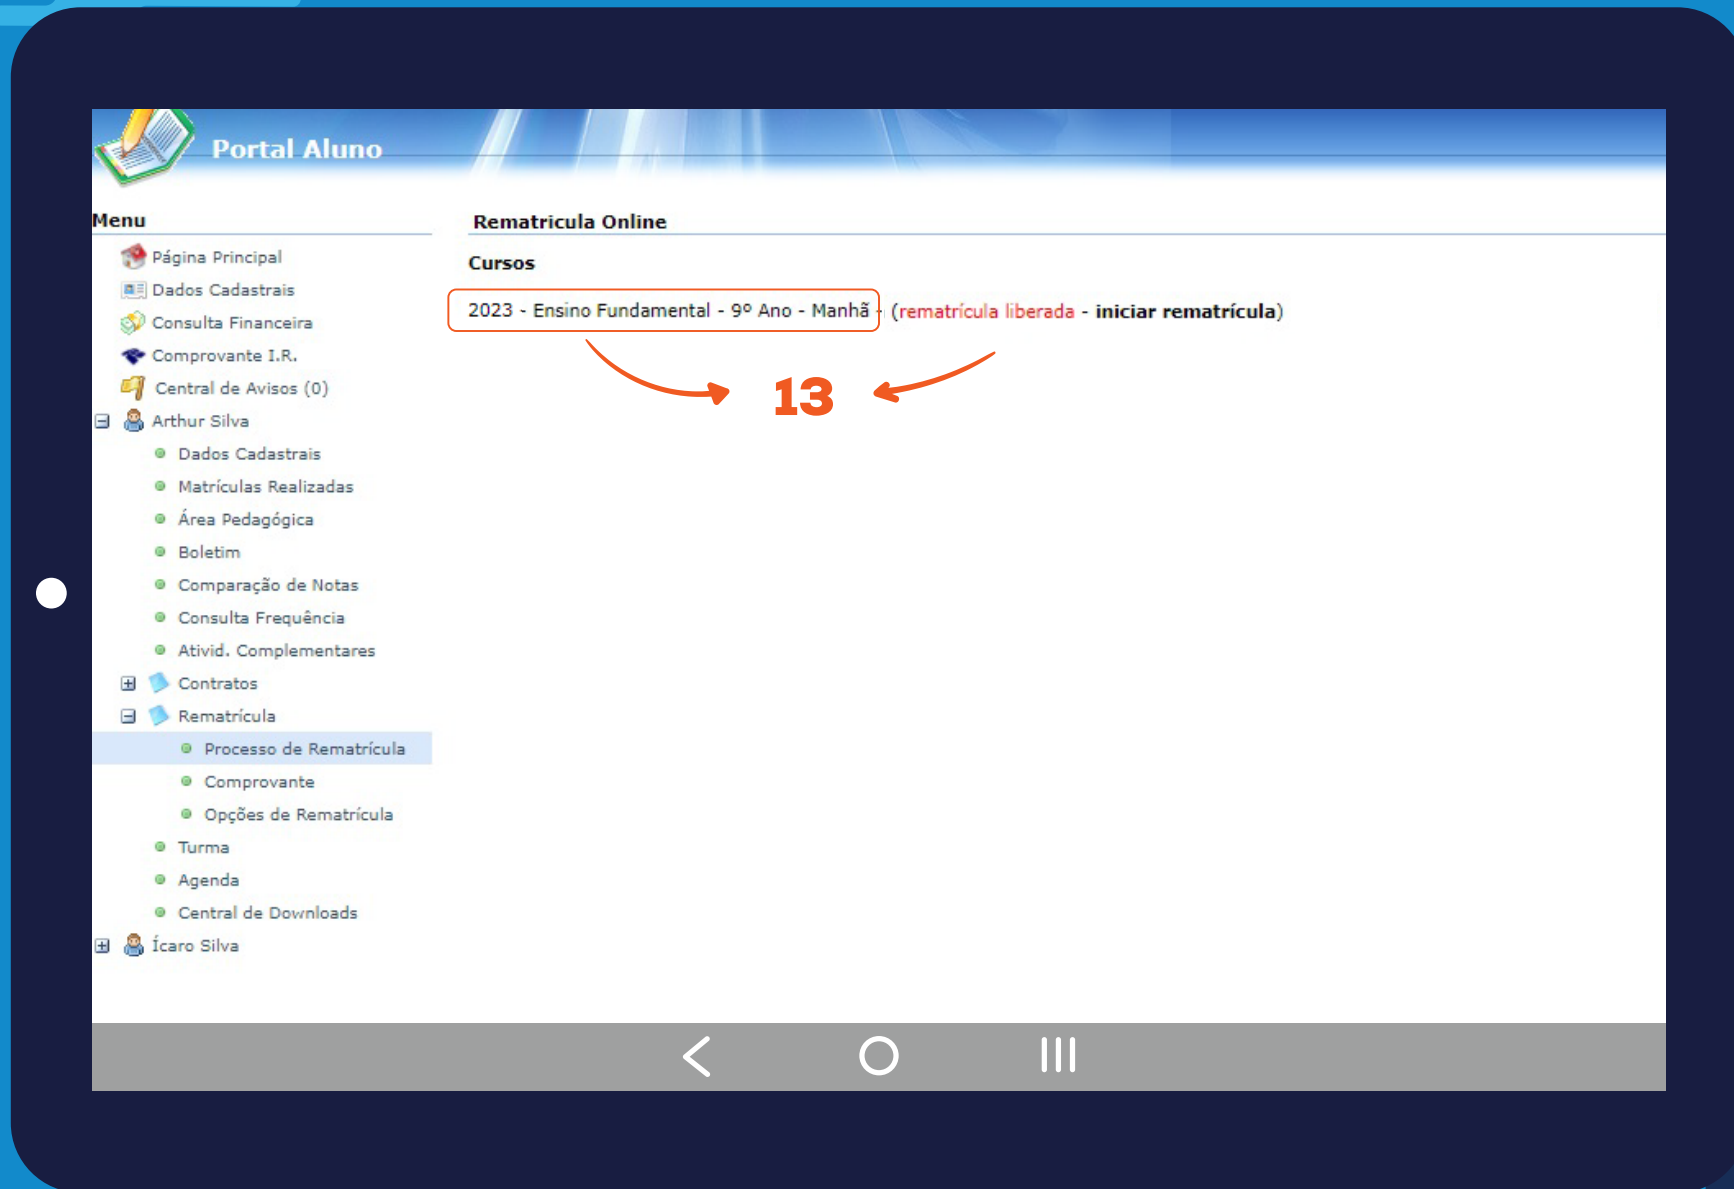 Portal Aluno
Menu
Página Principal
Dados Cadastrais
Consulta Financeira
Comprovante I.R.
Central de Avisos (0)
Arthur Silva
Dados Cadastrais
Matrículas Realizadas
Área Pedagógica
Boletim
Comparação de Notas
Consulta Frequência
Ativid. Complementares
Contratos
Rematrícula
Processo de Rematrícula
Comprovante
Opções de Rematrícula
Turma
Agenda
Central de Downloads
Ícaro Silva
Rematricula Online
Cursos
2023 - Ensino Fundamental - 9º Ano - Manhã - (rematrícula liberada - iniciar rematrícula)
13